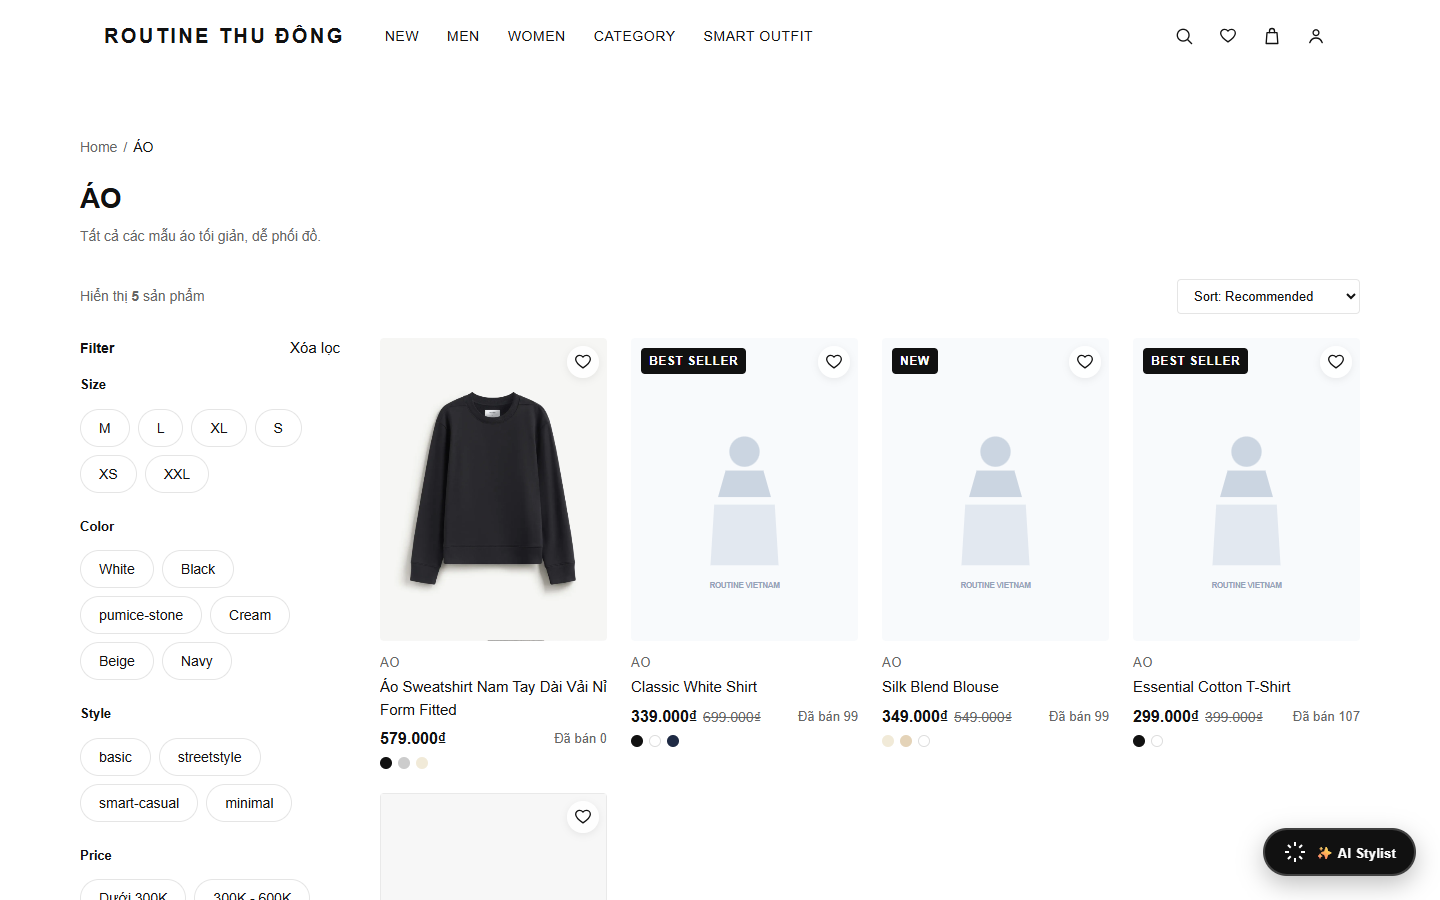 ROUTINE THU ĐÔNG
NEW
MEN
WOMEN
CATEGORY
SMART OUTFIT
Home / ÁO
ÁO
Tất cả các mẫu áo tối giản, dễ phối đồ.
Hiển thị 5 sản phẩm
Sort: Recommended
Filter
Xóa lọc
Size
M
L
XL
S
XS
XXL
Color
White
Black
pumice-stone
Cream
Beige
Navy
Style
basic
streetstyle
smart-casual
minimal
Price
Dưới 300K
300K - 600K
AO
Áo Sweatshirt Nam Tay Dài Vải Nỉ
Form Fitted
579.000₫
Đã bán 0
BEST SELLER
ROUTINE VIETNAM
AO
Classic White Shirt
339.000₫ 699.000₫
Đã bán 99
NEW
ROUTINE VIETNAM
AO
Silk Blend Blouse
349.000₫ 549.000₫
Đã bán 99
BEST SELLER
ROUTINE VIETNAM
AO
Essential Cotton T-Shirt
299.000₫ 399.000₫
Đã bán 107
✨ AI Stylist